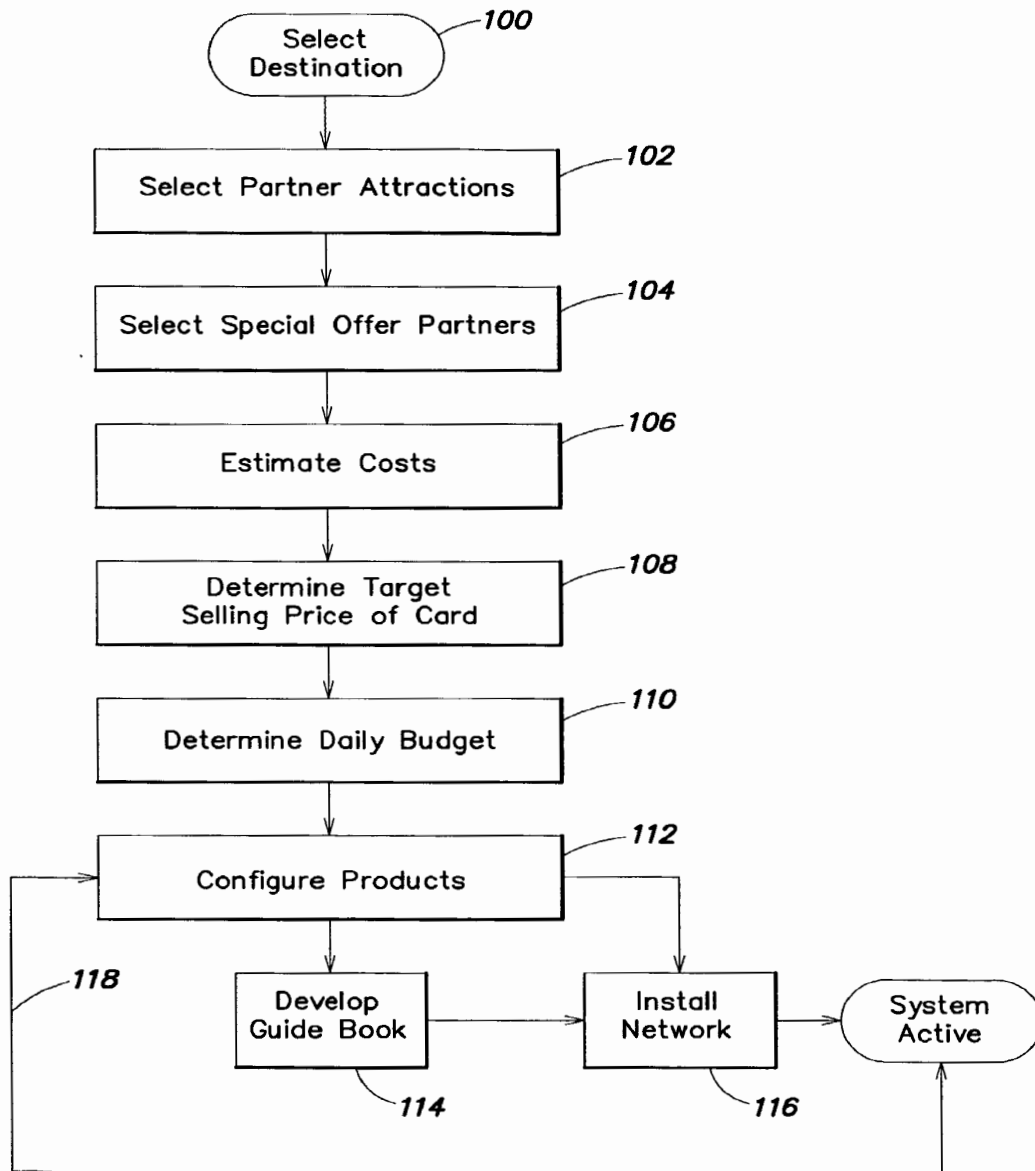 Select
Destination
100
Select Partner Attractions
102
Select Special Offer Partners
104
Estimate Costs
106
Determine Target
Selling Price of Card
108
Determine Daily Budget
110
Configure Products
112
118
Develop
Guide Book
114
Install
Network
116
System
Active